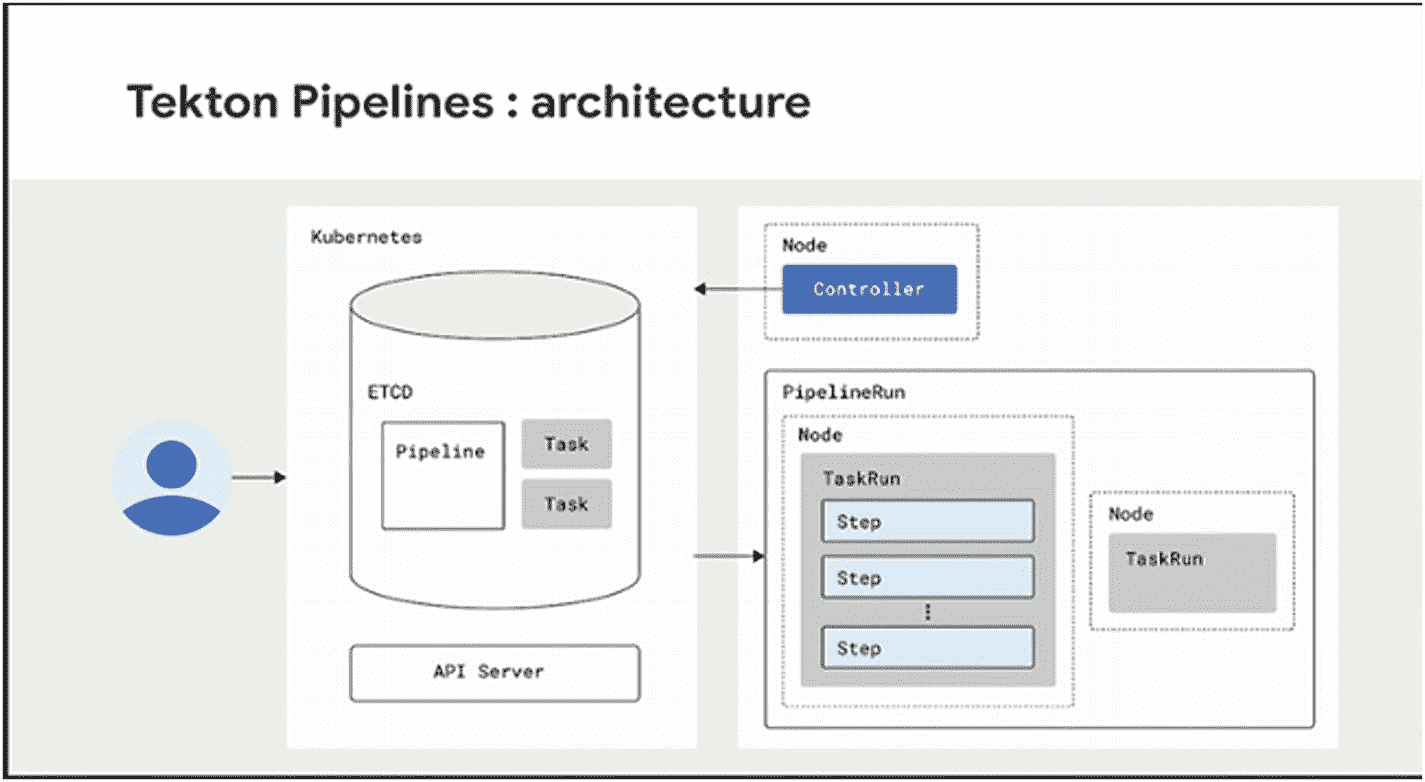 Tekton Pipelines : architecture
Kubernetes
ETCD
Pipeline
Task
Task
API Server
Node
Controller
PipelineRun
Node
TaskRun
Step
Step
⋮
Step
Node
TaskRun